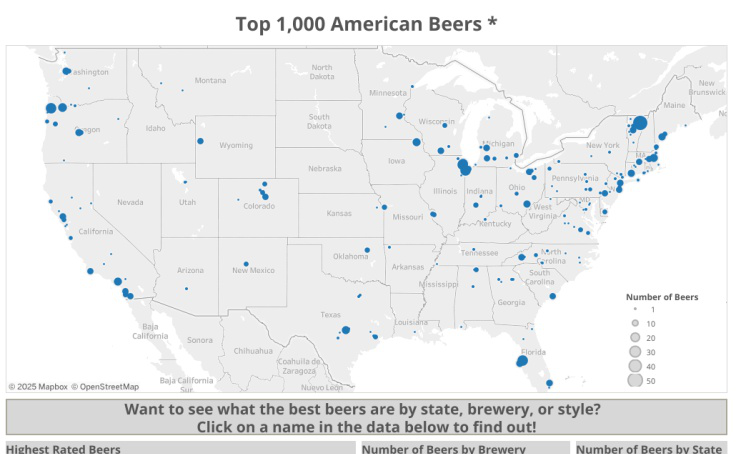 Top 1,000 American Beers *
Washington
Montana
North
Dakota
Minnesota
Maine
New
Brunswick
Oregon
Idaho
South
Dakota
Wisconsin
Michigan
New York
Wyoming
Iowa
Nebraska
Pennsylvania
Nevada
Utah
Colorado
Illinois
Indiana
Ohio
West
Virginia
Kansas
Missouri
Kentucky
California
Oklahoma
Tennessee
North
Carolina
Arizona
New Mexico
Arkansas
South
Carolina
Mississippi
Georgia
Texas
Louisiana
Baja
California
Sonora
Chihuahua
Coahuila de
Zaragoza
Florida
Baja California
Sur
Nuevo León
Number of Beers
1
10
20
30
40
50
© 2025 Mapbox © OpenStreetMap
Want to see what the best beers are by state, brewery, or style?
Click on a name in the data below to find out!
Highest Rated Beers
Number of Beers by Brewery
Number of Beers by State